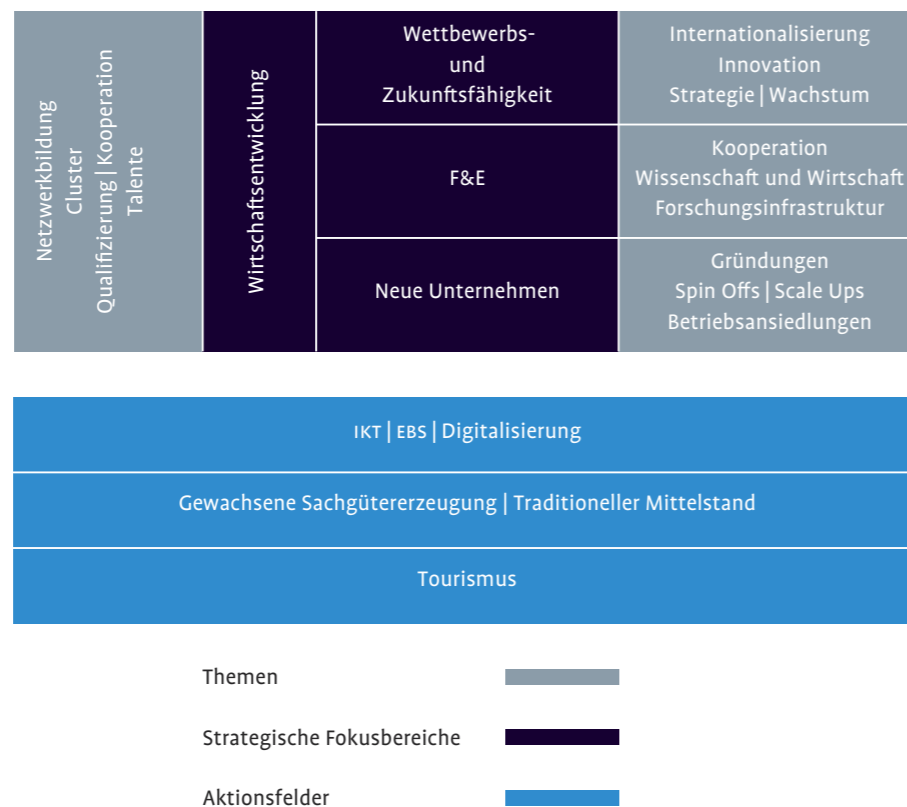 Netzwerkbildung
Cluster
Qualifizierung | Kooperation
Talente
Wirtschaftsentwicklung
Wettbewerbs-
und
Zukunftsfähigkeit
Internationalisierung
Innovation
Strategie | Wachstum
F&E
Kooperation
Wissenschaft und Wirtschaft
Forschungsinfrastruktur
Neue Unternehmen
Gründungen
Spin Offs | Scale Ups
Betriebsansiedlungen
IKT | EBS | Digitalisierung
Gewachsene Sachgütererzeugung | Traditioneller Mittelstand
Tourismus
Themen
Strategische Fokusbereiche
Aktionsfelder